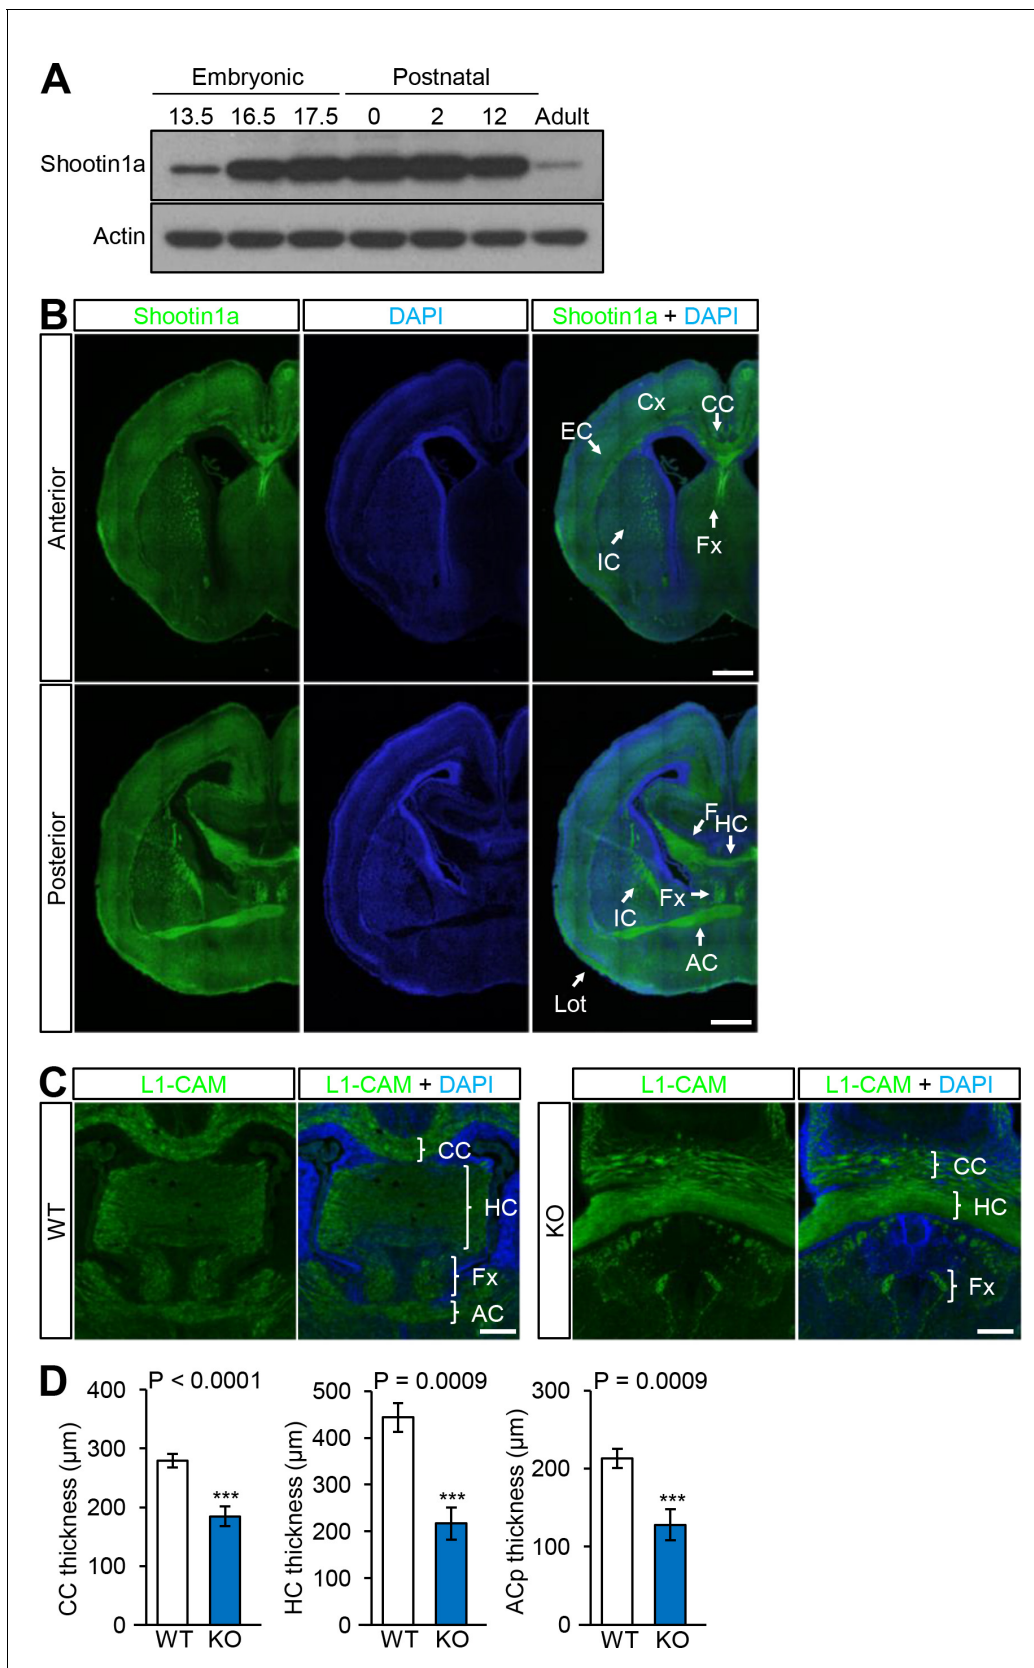 A
Embryonic Postnatal
13.5 16.5 17.5 0 2 12 Adult
Shootin1a
Actin
B
Shootin1a DAPI Shootin1a + DAPI
Anterior
Cx
CC
EC
IC
Fx
Posterior
F
HC
Fx
IC
AC
Lot
C
L1-CAM L1-CAM + DAPI L1-CAM L1-CAM + DAPI
WT
CC
HC
Fx
AC
KO
CC
HC
Fx
D
P < 0.0001
CC thickness (µm)
400
300
200
100
0
***
WT KO
P = 0.0009
HC thickness (µm)
500
400
300
200
100
0
***
WT KO
P = 0.0009
ACp thickness (µm)
300
200
100
0
***
WT KO